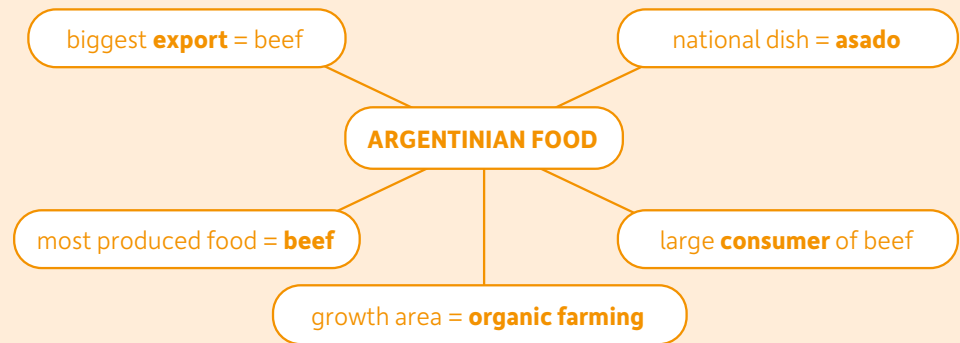 biggest export = beef
national dish = asado
ARGENTINIAN FOOD
most produced food = beef
large consumer of beef
growth area = organic farming